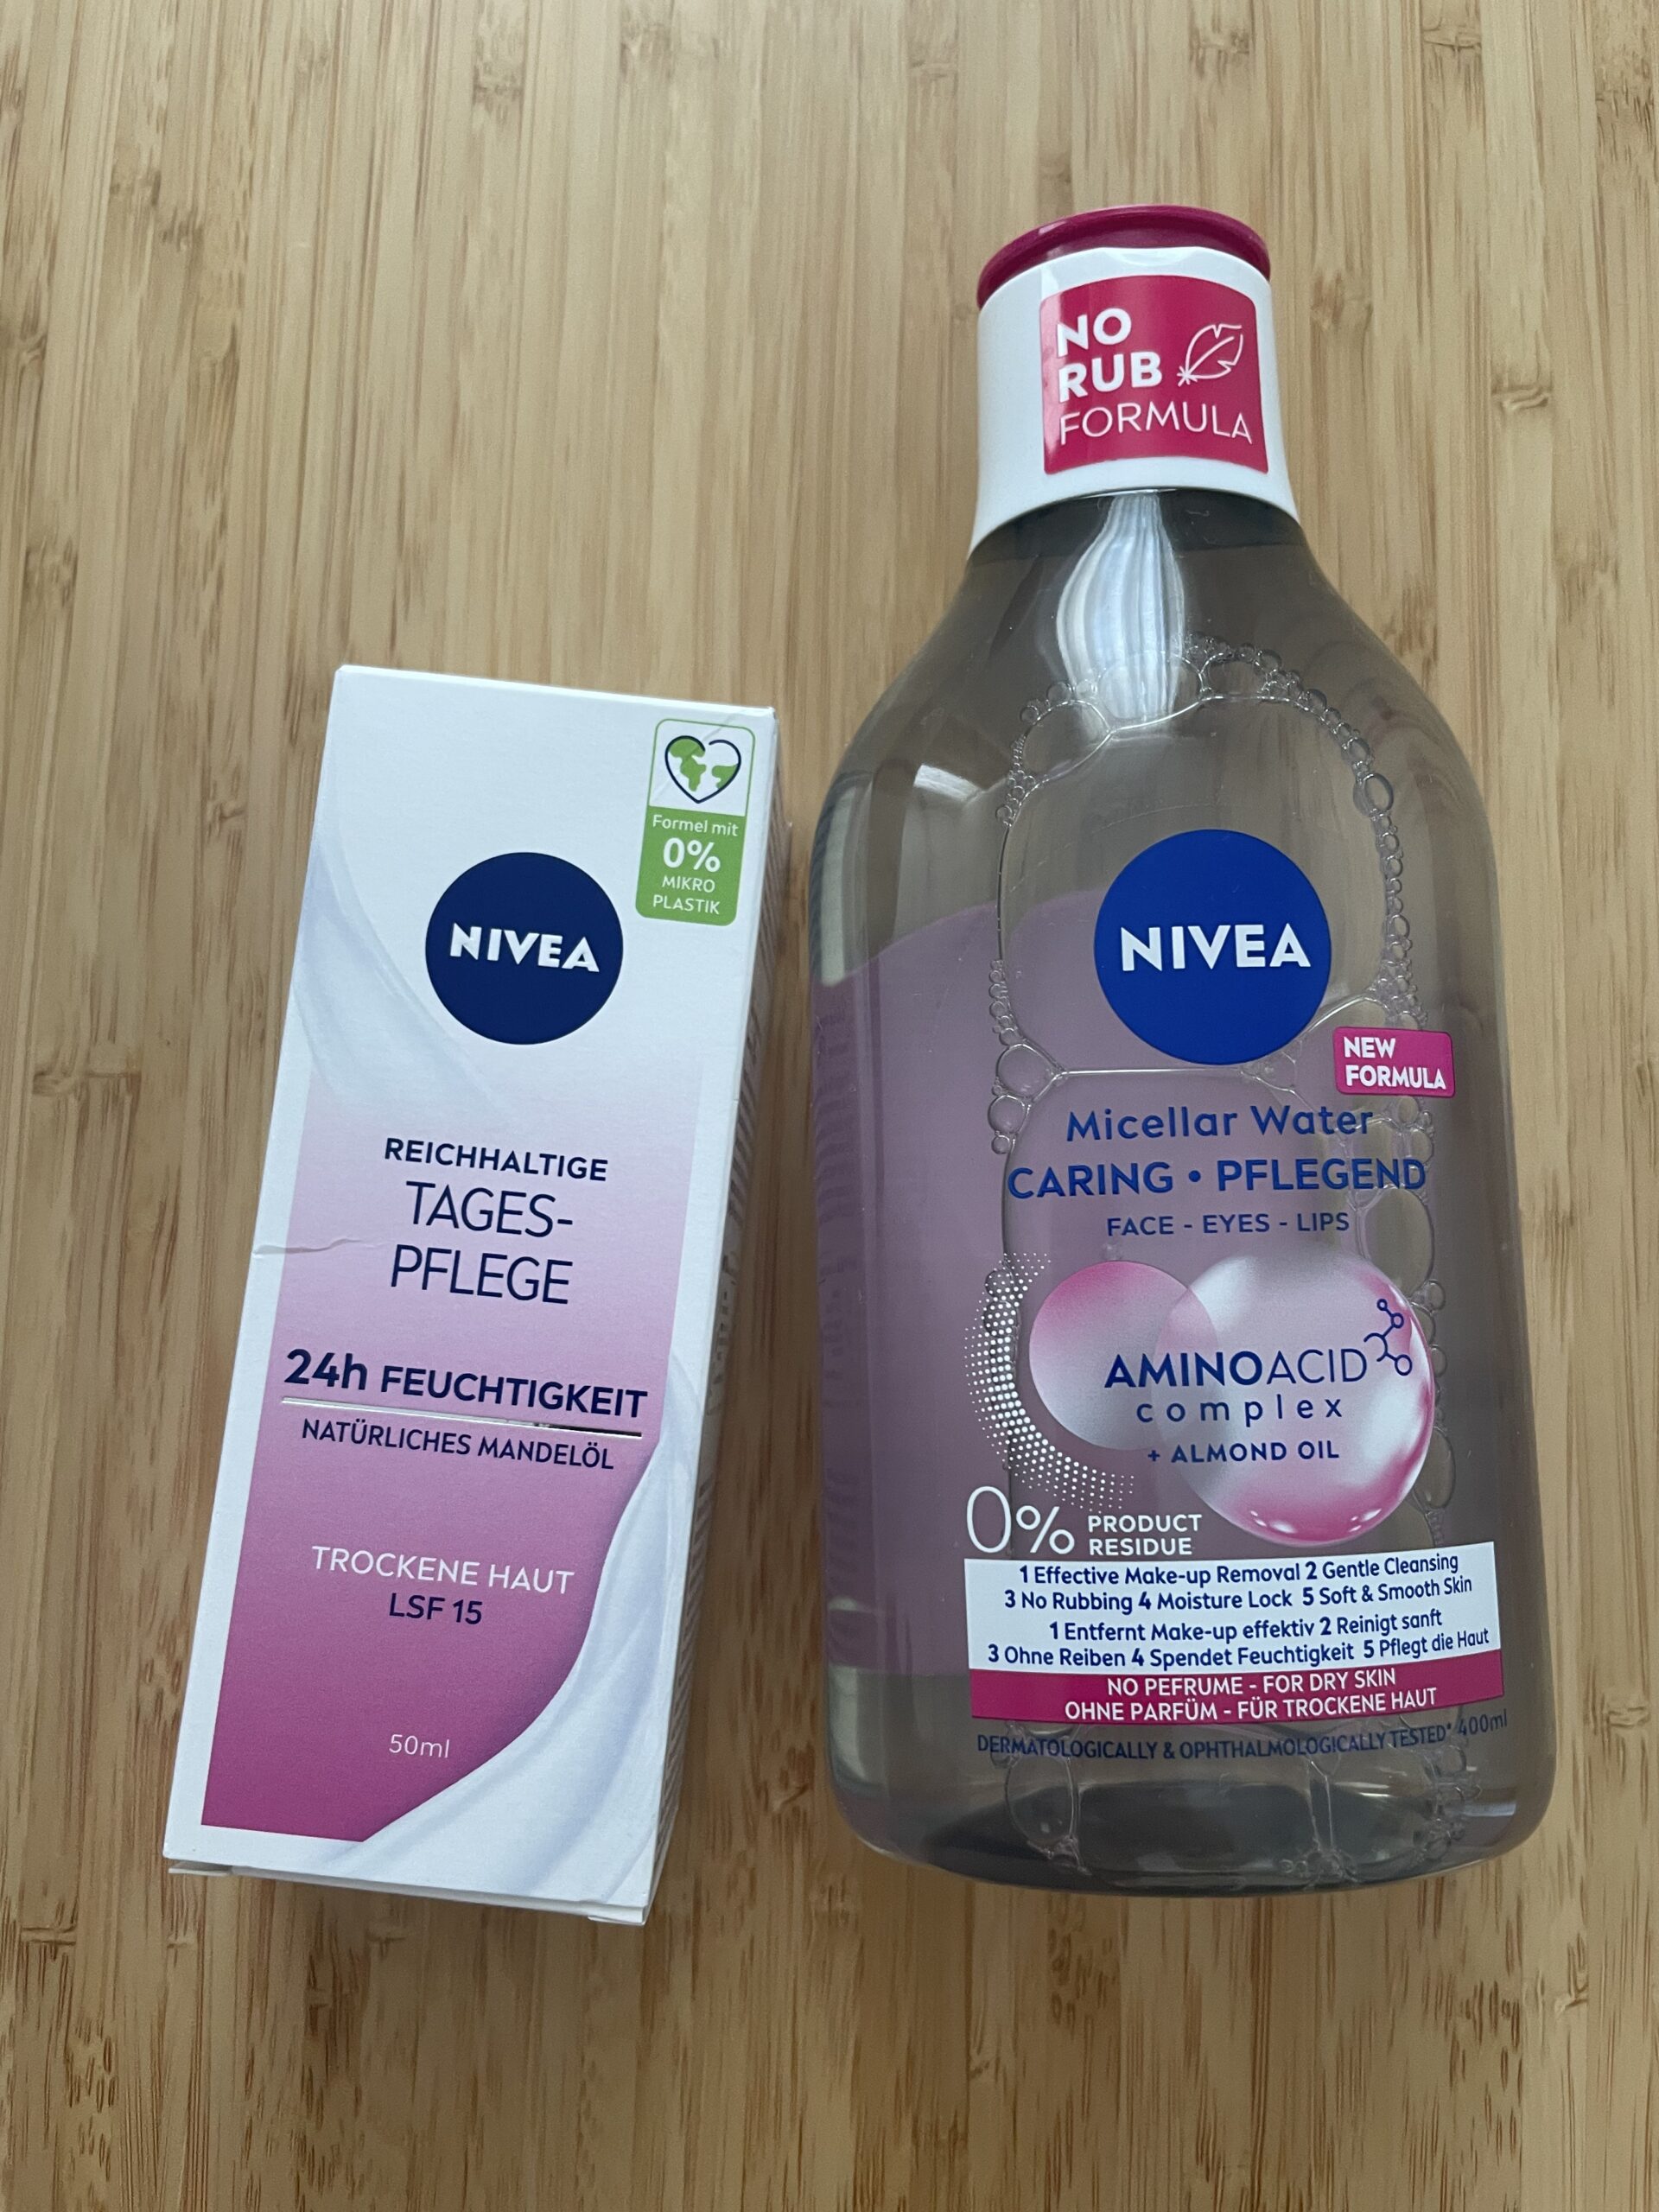 Formel mit
0%
MIKRO
PLASTIK
NIVEA
REICHHALTIGE
TAGES-
PFLEGE
24h FEUCHTIGKEIT
NATÜRLICHES MANDELÖL
TROCKENE HAUT
LSF 15
50ml
NO
RUB
FORMULA
NIVEA
NEW
FORMULA
Micellar Water
CARING • PFLEGEND
FACE - EYES - LIPS
AMINOACID
complex
+ ALMOND OIL
0% PRODUCT
RESIDUE
1 Effective Make-up Removal 2 Gentle Cleansing
3 No Rubbing 4 Moisture Lock 5 Soft & Smooth Skin
1 Entfernt Make-up effektiv 2 Reinigt sanft
3 Ohne Reiben 4 Spendet Feuchtigkeit 5 Pflegt die Haut
NO PEFRUME - FOR DRY SKIN
OHNE PARFÜM - FÜR TROCKENE HAUT
DERMATOLOGICALLY & OPHTHALMOLOGICALLY TESTED* 400ml